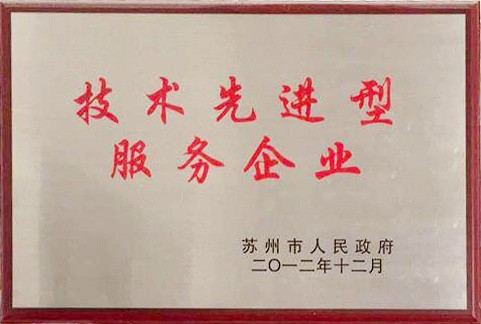 技术先进型
服务企业
苏州市人民政府
二〇一二年十二月